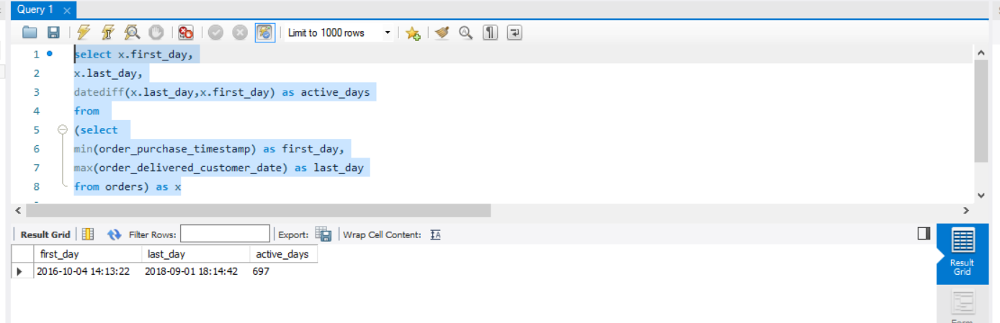 Query 1
Limit to 1000 rows
1 select x.first_day,
2 x.last_day,
3 datediff(x.last_day,x.first_day) as active_days
4 from
5 (select
6 min(order_purchase_timestamp) as first_day,
7 max(order_delivered_customer_date) as last_day
8 from orders) as x
Result Grid Filter Rows: Export: Wrap Cell Content:
first_day last_day active_days
2016-10-04 14:13:22 2018-09-01 18:14:42 697
Result
Grid